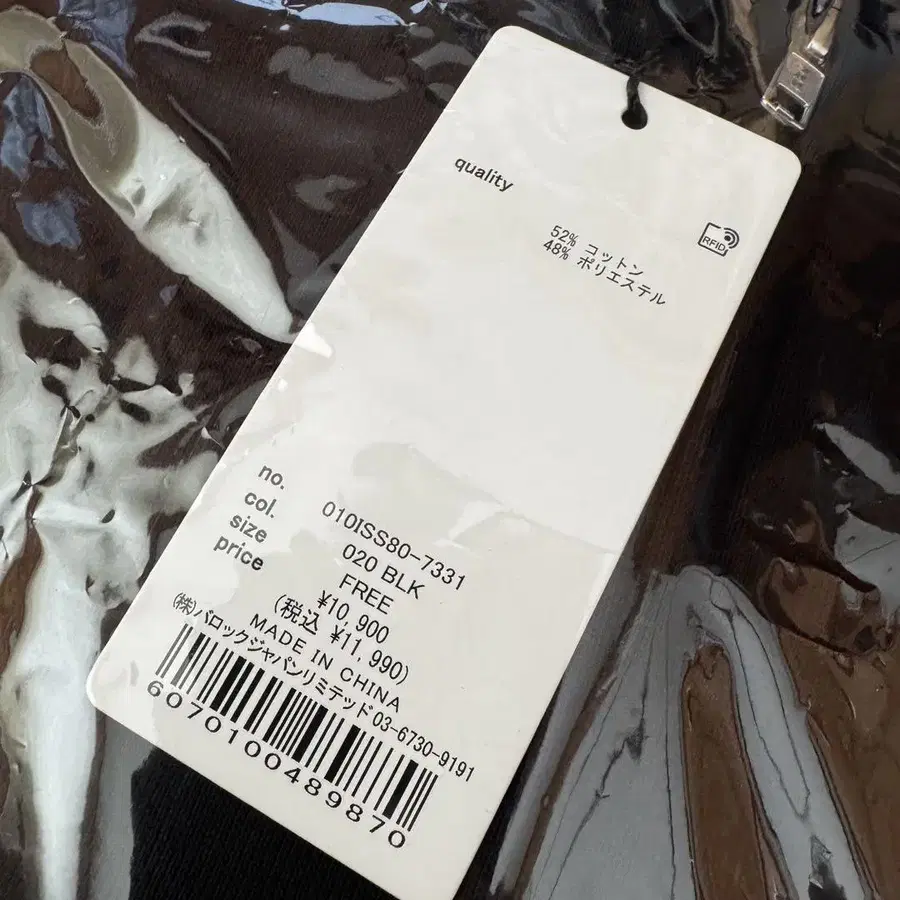 quality
RFID
52% コットン
48% ポリエステル
no. 010ISS80-7331
col. 020 BLK
size FREE
price ¥10,900
(税込 ¥11,990)
MADE IN CHINA
(株)バロックジャパンリミテッド03-6730-9191
6070100489870